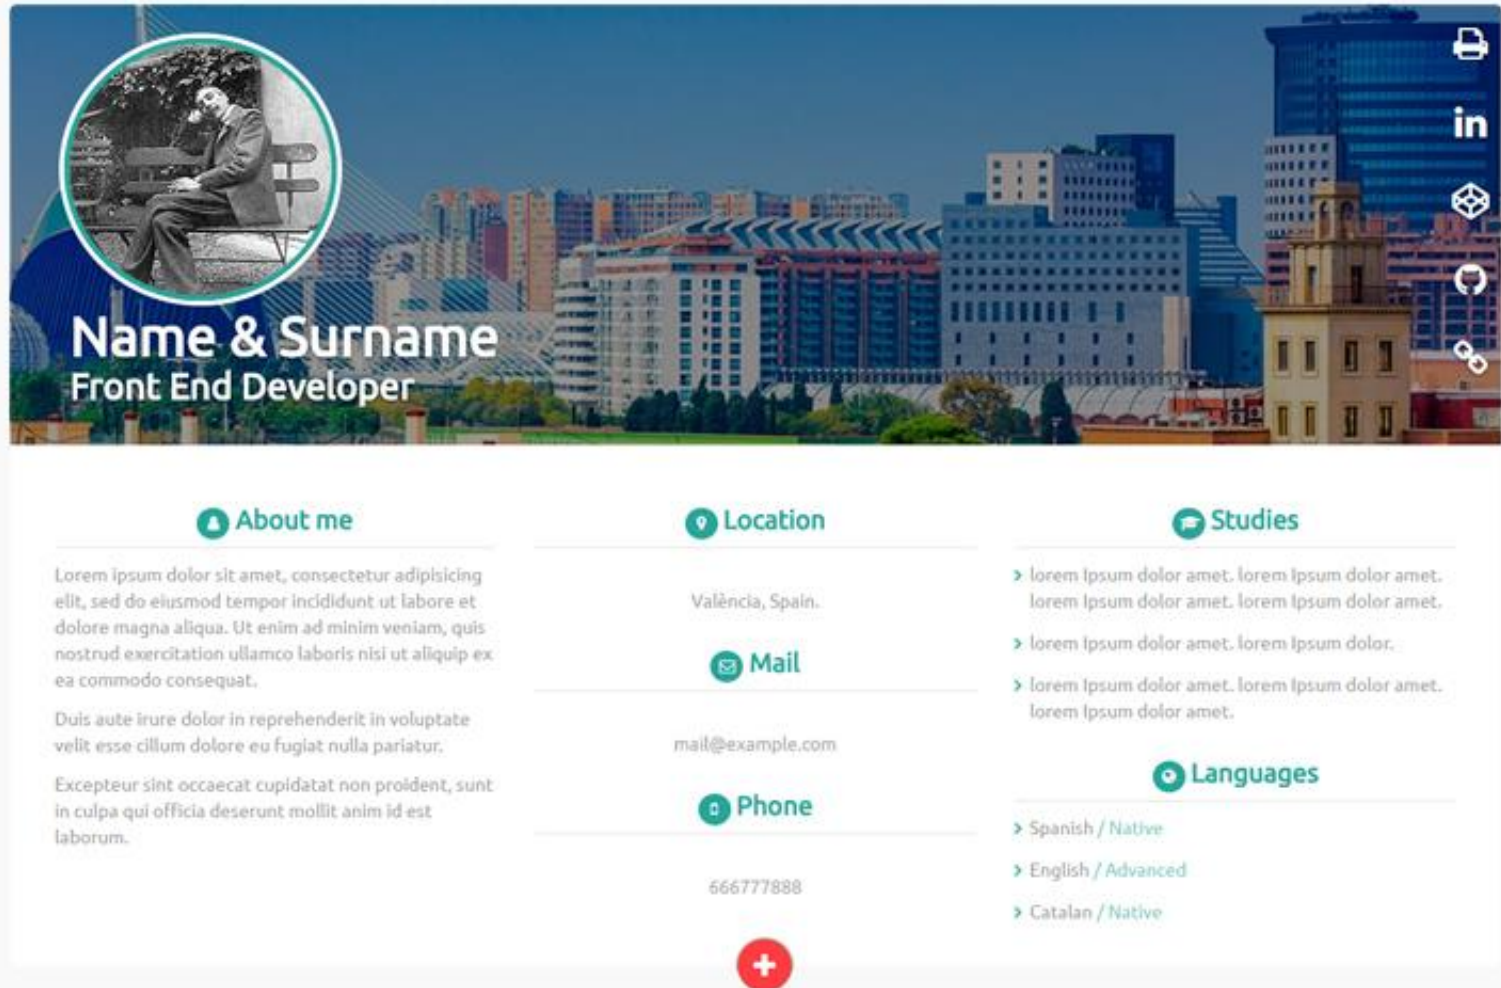 in
Name & Surname
Front End Developer
About me
Lorem ipsum dolor sit amet, consectetur adipisicing
elit, sed do eiusmod tempor incididunt ut labore et
dolore magna aliqua. Ut enim ad minim veniam, quis
nostrud exercitation ullamco laboris nisi ut aliquip ex
ea commodo consequat.
Duis aute irure dolor in reprehenderit in voluptate
velit esse cillum dolore eu fugiat nulla pariatur.
Excepteur sint occaecat cupidatat non proident, sunt
in culpa qui officia deserunt mollit anim id est
laborum.
Location
València, Spain.
Mail
mail@example.com
Phone
666777888
Studies
lorem Ipsum dolor amet. lorem Ipsum dolor amet.
lorem Ipsum dolor amet. lorem Ipsum dolor amet.
lorem Ipsum dolor amet. lorem Ipsum dolor.
lorem Ipsum dolor amet. lorem Ipsum dolor amet.
lorem Ipsum dolor amet.
Languages
Spanish / Native
English / Advanced
Catalan / Native